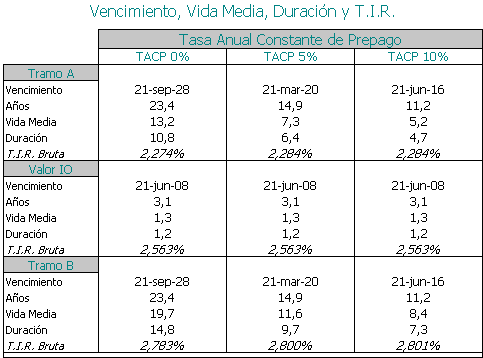 Vencimiento, Vida Media, Duración y T.I.R.
Tasa Anual Constante de Prepago
TACP 0% TACP 5% TACP 10%
Tramo A
Vencimiento 21-sep-28 21-mar-20 21-jun-16
Años 23,4 14,9 11,2
Vida Media 13,2 7,3 5,2
Duración 10,8 6,4 4,7
T.I.R. Bruta 2,274% 2,284% 2,284%
Valor IO
Vencimiento 21-jun-08 21-jun-08 21-jun-08
Años 3,1 3,1 3,1
Vida Media 1,3 1,3 1,3
Duración 1,2 1,2 1,2
T.I.R. Bruta 2,563% 2,563% 2,563%
Tramo B
Vencimiento 21-sep-28 21-mar-20 21-jun-16
Años 23,4 14,9 11,2
Vida Media 19,7 11,6 8,4
Duración 14,8 9,7 7,3
T.I.R. Bruta 2,783% 2,800% 2,801%